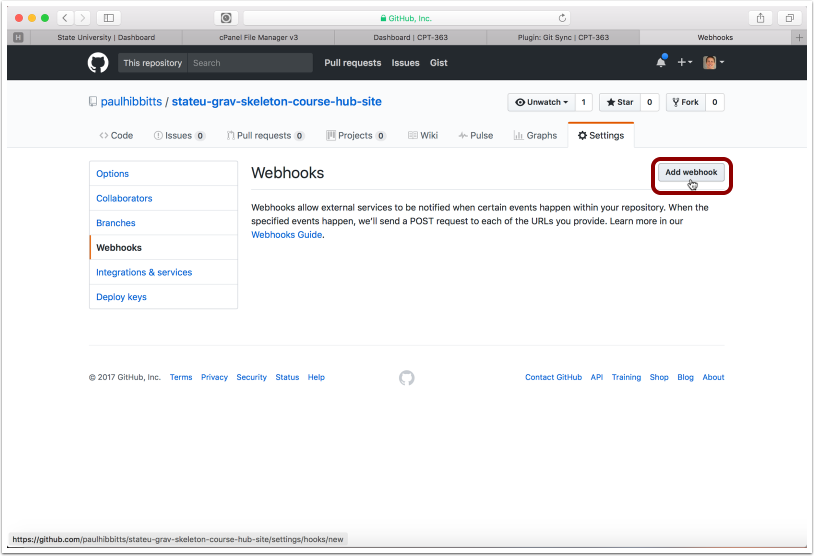 GitHub, Inc.
H
State University | Dashboard
cPanel File Manager v3
Dashboard | CPT-363
Plugin: Git Sync | CPT-363
Webhooks
This repository
Search
Pull requests
Issues
Gist
paulhibbitts / stateu-grav-skeleton-course-hub-site
Unwatch 1
Star 0
Fork 0
Code
Issues 0
Pull requests 0
Projects 0
Wiki
Pulse
Graphs
Settings
Options
Collaborators
Branches
Webhooks
Integrations & services
Deploy keys
Webhooks
Add webhook
Webhooks allow external services to be notified when certain events happen within your repository. When the
specified events happen, we'll send a POST request to each of the URLs you provide. Learn more in our
Webhooks Guide.
© 2017 GitHub, Inc. Terms Privacy Security Status Help
Contact GitHub API Training Shop Blog About
https://github.com/paulhibbitts/stateu-grav-skeleton-course-hub-site/settings/hooks/new